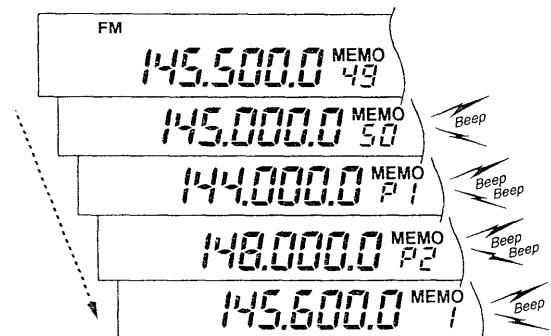 FM
145.500.0 MEMO 49
145.000.0 MEMO 50
Beep
144.000.0 MEMO P1
Beep Beep
148.000.0 MEMO P2
Beep Beep
145.600.0 MEMO 1
Beep